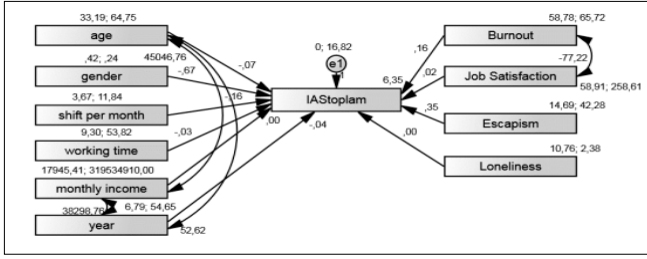 33,19; 64,75
age
,42; ,24
45046,76
gender
-,67
3,67; 11,84
shift per month
-,16
9,30; 53,82
working time
-,03
17945,41; 319534910,00
monthly income
,00
6,79; 54,65
38298,76
year
52,62
-,04
-,07
0; 16,82
e1
1
6,35
IAStoplam
58,78; 65,72
Burnout
,16
-77,22
Job Satisfaction
,02
58,91; 258,61
14,69; 42,28
Escapism
,35
10,76; 2,38
Loneliness
,00